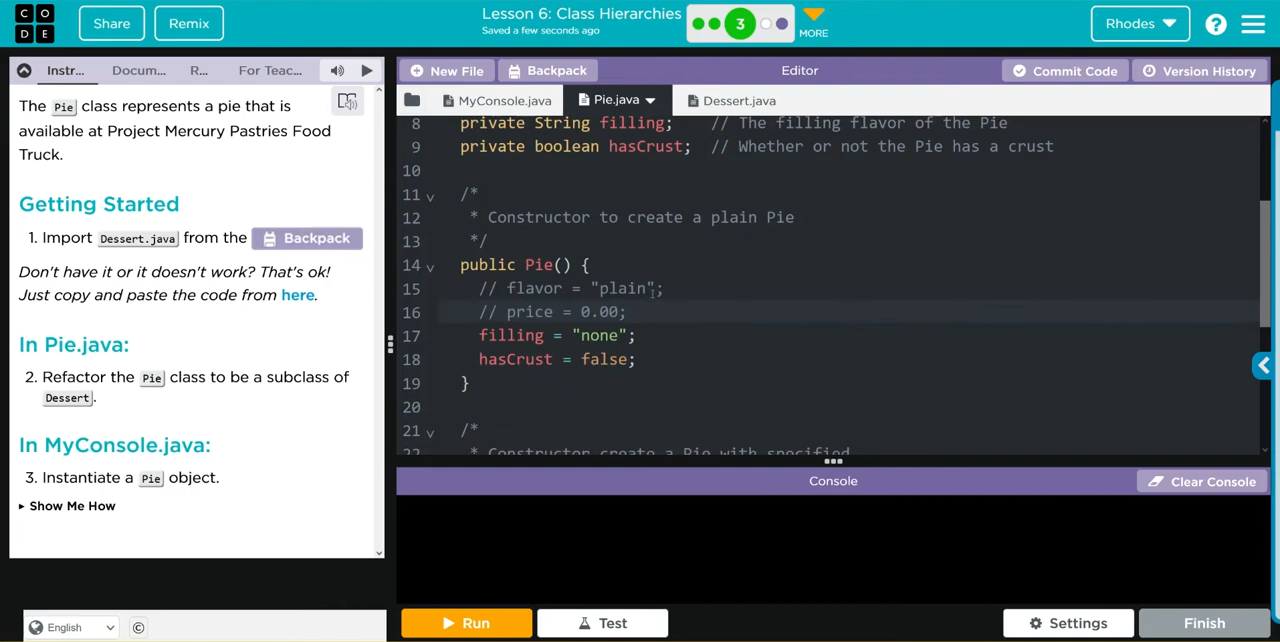 C O
D E
Share
Remix
Lesson 6: Class Hierarchies
Saved a few seconds ago
3
MORE
Rhodes
?
Instr...
Docum...
R...
For Teac...
The Pie class represents a pie that is
available at Project Mercury Pastries Food
Truck.
Getting Started
1. Import Dessert.java from the Backpack
Don't have it or it doesn't work? That's ok!
Just copy and paste the code from here.
In Pie.java:
2. Refactor the Pie class to be a subclass of
Dessert.
In MyConsole.java:
3. Instantiate a Pie object.
Show Me How
English
©
New File
Backpack
Editor
Commit Code
Version History
MyConsole.java
Pie.java
Dessert.java
8 private String filling; // The filling flavor of the Pie
9 private boolean hasCrust; // Whether or not the Pie has a crust
10
11 /*
12 * Constructor to create a plain Pie
13 */
14 public Pie() {
15 // flavor = "plain";
16 // price = 0.00;
17 filling = "none";
18 hasCrust = false;
19 }
20
21 /*
22 * Constructor create a Pie with specified
Console
Clear Console
Run
Test
Settings
Finish